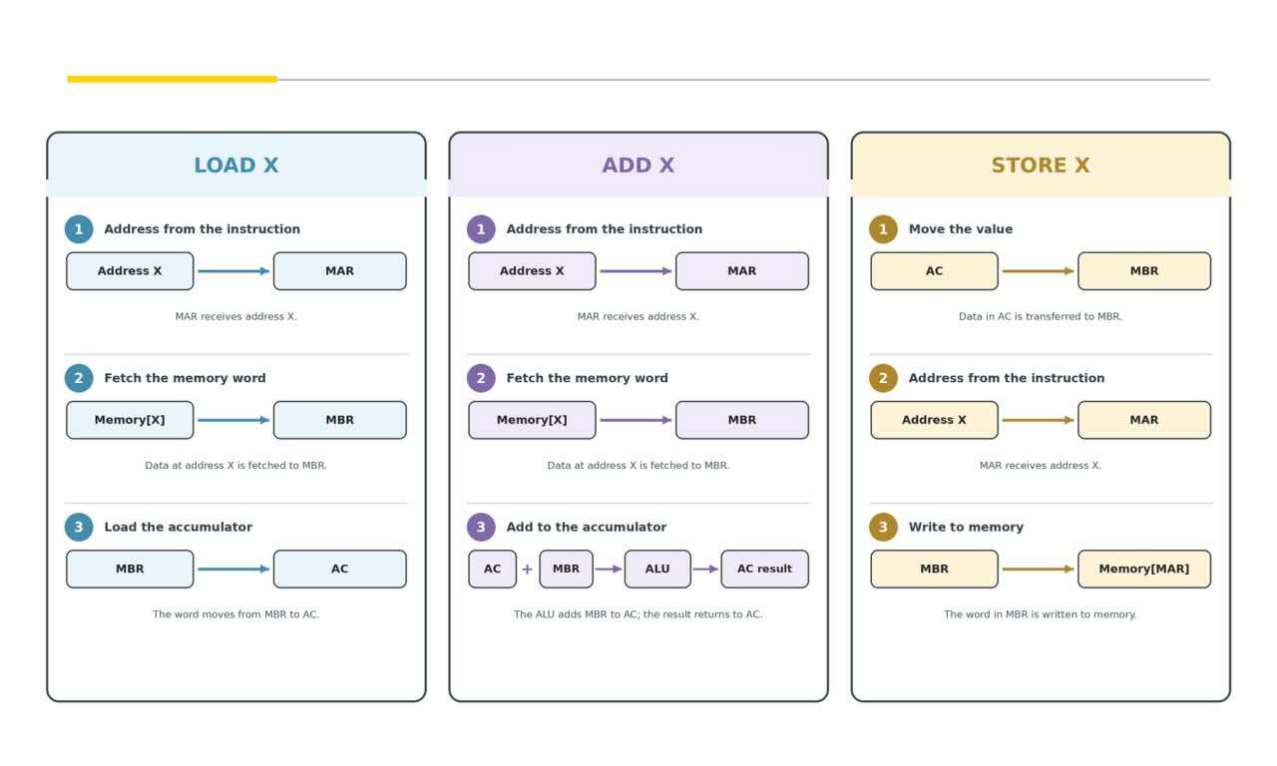 LOAD X
1 Address from the instruction
Address X MAR
MAR receives address X.
2 Fetch the memory word
Memory[X] MBR
Data at address X is fetched to MBR.
3 Load the accumulator
MBR AC
The word moves from MBR to AC.
ADD X
1 Address from the instruction
Address X MAR
MAR receives address X.
2 Fetch the memory word
Memory[X] MBR
Data at address X is fetched to MBR.
3 Add to the accumulator
AC + MBR ALU AC result
The ALU adds MBR to AC; the result returns to AC.
STORE X
1 Move the value
AC MBR
Data in AC is transferred to MBR.
2 Address from the instruction
Address X MAR
MAR receives address X.
3 Write to memory
MBR Memory[MAR]
The word in MBR is written to memory.